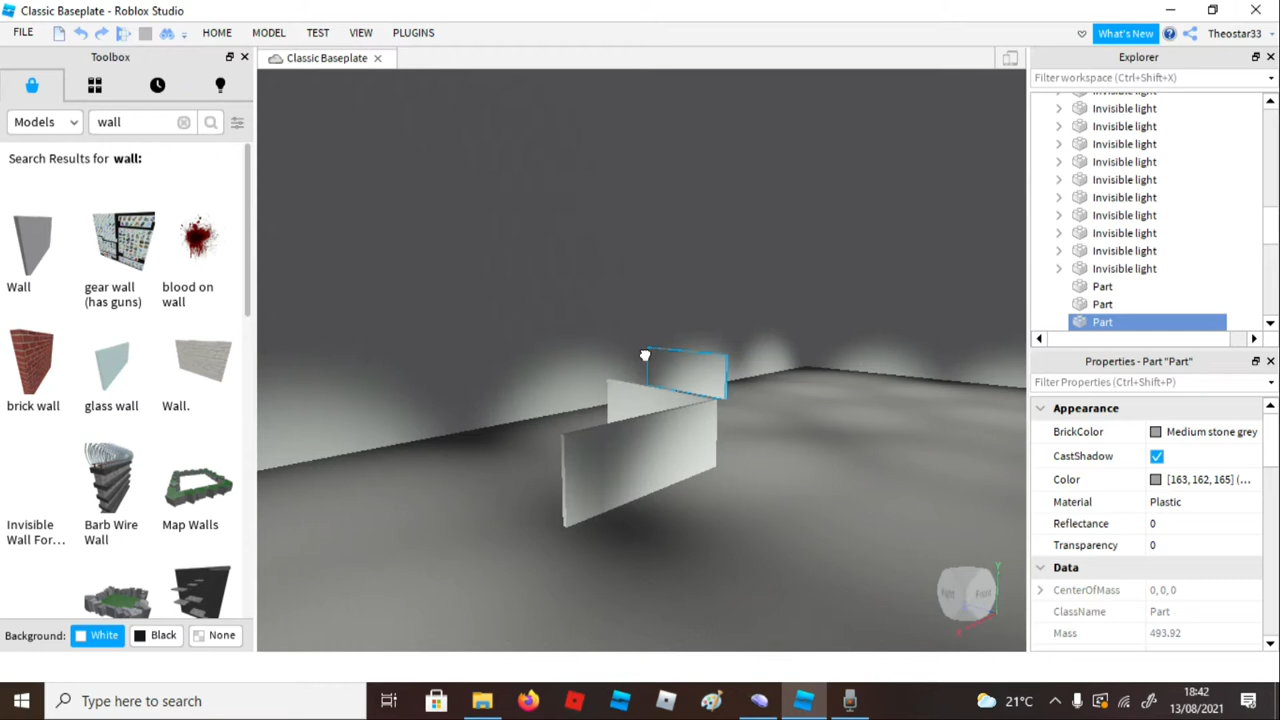 Classic Baseplate - Roblox Studio
FILE HOME MODEL TEST VIEW PLUGINS What's New Theostar33
Toolbox
Models wall
Search Results for wall:
Wall
gear wall (has guns)
blood on wall
brick wall
glass wall
Wall.
Invisible Wall For...
Barb Wire Wall
Map Walls
Background: White Black None
Classic Baseplate
Right Front
Y
Explorer
Filter workspace (Ctrl+Shift+X)
Invisible light
Invisible light
Invisible light
Invisible light
Invisible light
Invisible light
Invisible light
Invisible light
Invisible light
Invisible light
Invisible light
Part
Part
Part
Properties - Part "Part"
Filter Properties (Ctrl+Shift+P)
Appearance
BrickColor Medium stone grey
CastShadow
Color [163, 162, 165] (...
Material Plastic
Reflectance 0
Transparency 0
Data
CenterOfMass 0, 0, 0
ClassName Part
Mass 493.92
Type here to search
21°C
18:42
13/08/2021